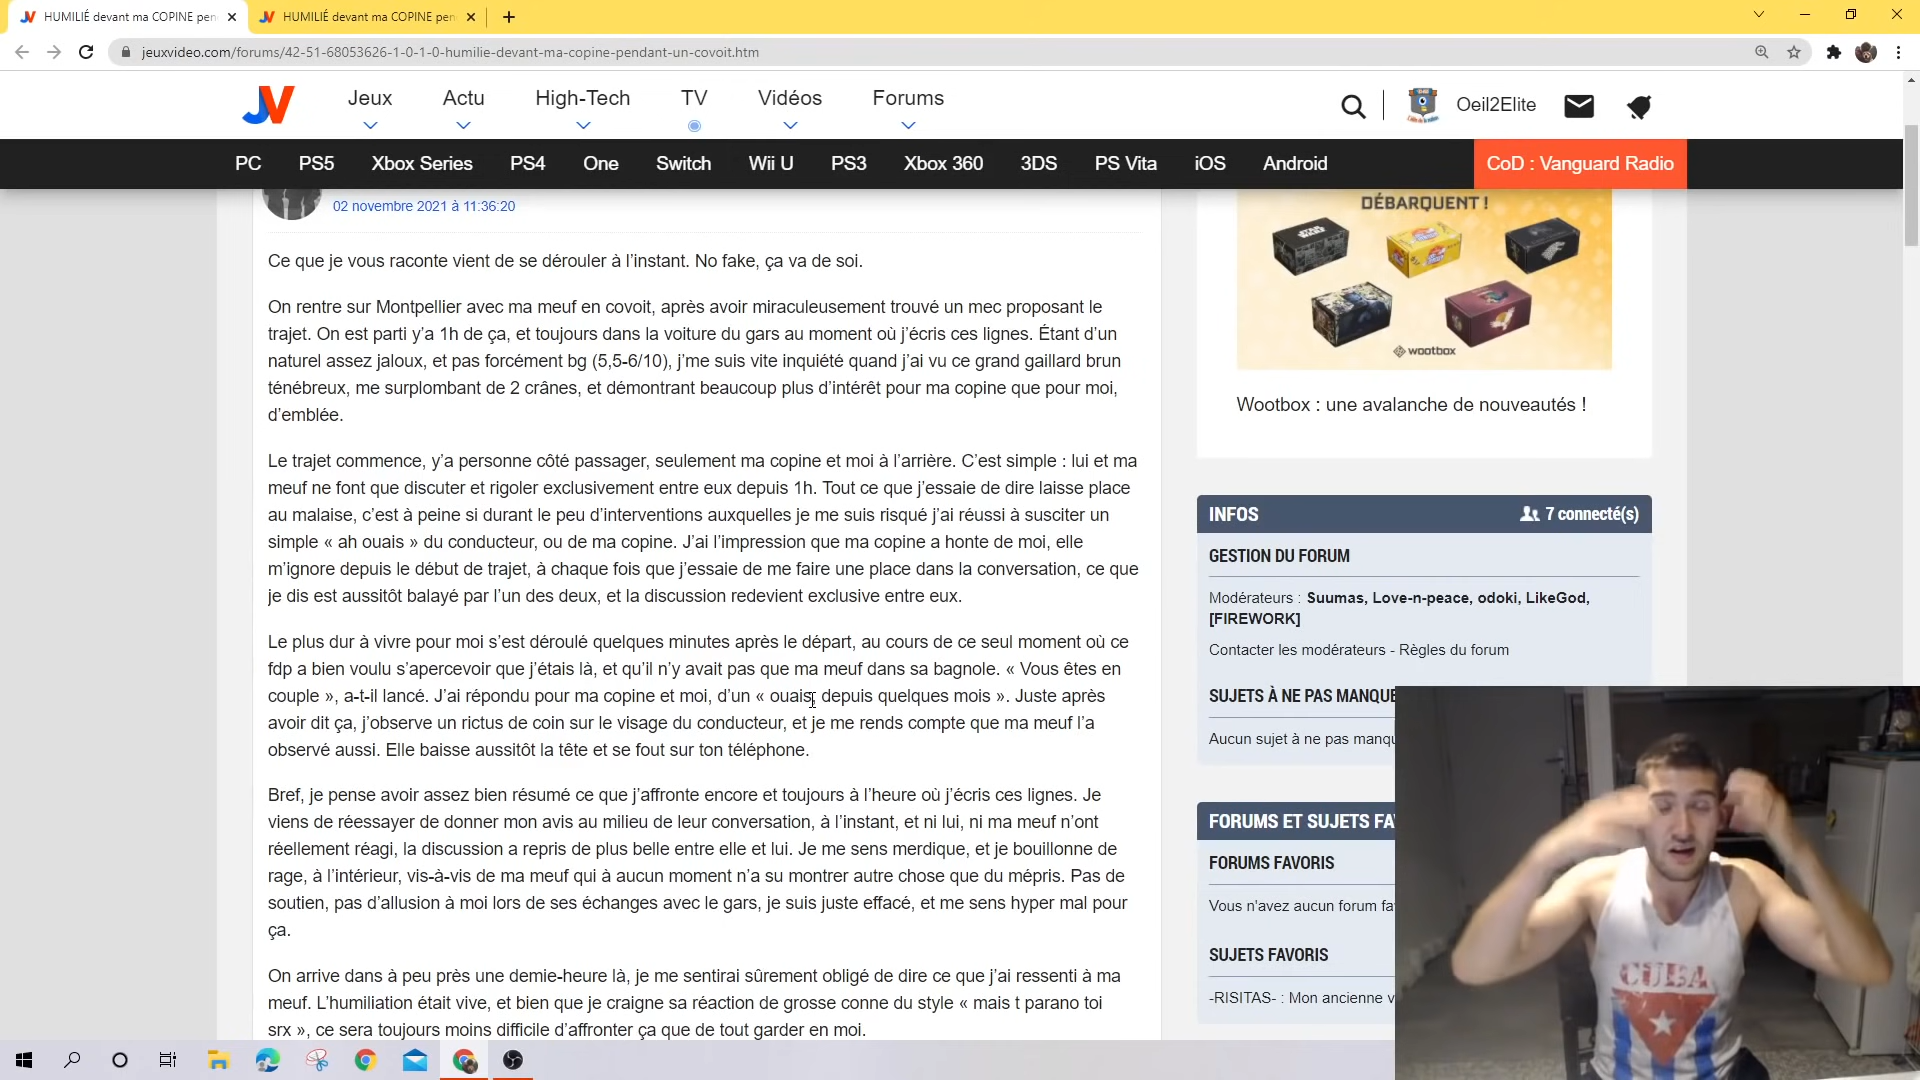 HUMILIÉ devant ma COPINE pen
HUMILIÉ devant ma COPINE pen
jeuxvideo.com/forums/42-51-68053626-1-0-1-0-humilie-devant-ma-copine-pendant-un-covoit.htm
JV
Jeux
Actu
High-Tech
TV
Vidéos
Forums
Oeil2Elite
PC
PS5
Xbox Series
PS4
One
Switch
Wii U
PS3
Xbox 360
3DS
PS Vita
iOS
Android
CoD : Vanguard Radio
02 novembre 2021 à 11:36:20
Ce que je vous raconte vient de se dérouler à l’instant. No fake, ça va de soi.
On rentre sur Montpellier avec ma meuf en covoit, après avoir miraculeusement trouvé un mec proposant le
trajet. On est parti y’a 1h de ça, et toujours dans la voiture du gars au moment où j’écris ces lignes. Étant d’un
naturel assez jaloux, et pas forcément bg (5,5-6/10), j’me suis vite inquiété quand j’ai vu ce grand gaillard brun
ténébreux, me surplombant de 2 crânes, et démontrant beaucoup plus d’intérêt pour ma copine que pour moi,
d’emblée.
Le trajet commence, y’a personne côté passager, seulement ma copine et moi à l’arrière. C’est simple : lui et ma
meuf ne font que discuter et rigoler exclusivement entre eux depuis 1h. Tout ce que j’essaie de dire laisse place
au malaise, c’est à peine si durant le peu d’interventions auxquelles je me suis risqué j’ai réussi à susciter un
simple « ah ouais » du conducteur, ou de ma copine. J’ai l’impression que ma copine a honte de moi, elle
m’ignore depuis le début de trajet, à chaque fois que j’essaie de me faire une place dans la conversation, ce que
je dis est aussitôt balayé par l’un des deux, et la discussion redevient exclusive entre eux.
Le plus dur à vivre pour moi s’est déroulé quelques minutes après le départ, au cours de ce seul moment où ce
fdp a bien voulu s’apercevoir que j’étais là, et qu’il n’y avait pas que ma meuf dans sa bagnole. « Vous êtes en
couple », a-t-il lancé. J’ai répondu pour ma copine et moi, d’un « ouais, depuis quelques mois ». Juste après
avoir dit ça, j’observe un rictus de coin sur le visage du conducteur, et je me rends compte que ma meuf l’a
observé aussi. Elle baisse aussitôt la tête et se fout sur ton téléphone.
Bref, je pense avoir assez bien résumé ce que j’affronte encore et toujours à l’heure où j’écris ces lignes. Je
viens de réessayer de donner mon avis au milieu de leur conversation, à l’instant, et ni lui, ni ma meuf n’ont
réellement réagi, la discussion a repris de plus belle entre elle et lui. Je me sens merdique, et je bouillonne de
rage, à l’intérieur, vis-à-vis de ma meuf qui à aucun moment n’a su montrer autre chose que du mépris. Pas de
soutien, pas d’allusion à moi lors de ses échanges avec le gars, je suis juste effacé, et me sens hyper mal pour
ça.
On arrive dans à peu près une demie-heure là, je me sentirai sûrement obligé de dire ce que j’ai ressenti à ma
meuf. L’humiliation était vive, et bien que je craigne sa réaction de grosse conne du style « mais t parano toi
srx », ce sera toujours moins difficile d’affronter ça que de tout garder en moi.
DÉBARQUENT !
STAR WARS
wootbox
Wootbox : une avalanche de nouveautés !
INFOS
7 connecté(s)
GESTION DU FORUM
Modérateurs : Suumas, Love-n-peace, odoki, LikeGod,
[FIREWORK]
Contacter les modérateurs - Règles du forum
SUJETS À NE PAS MANQUE
Aucun sujet à ne pas manqu
FORUMS ET SUJETS FA
FORUMS FAVORIS
Vous n'avez aucun forum fa
SUJETS FAVORIS
-RISITAS- : Mon ancienne v
CUBA